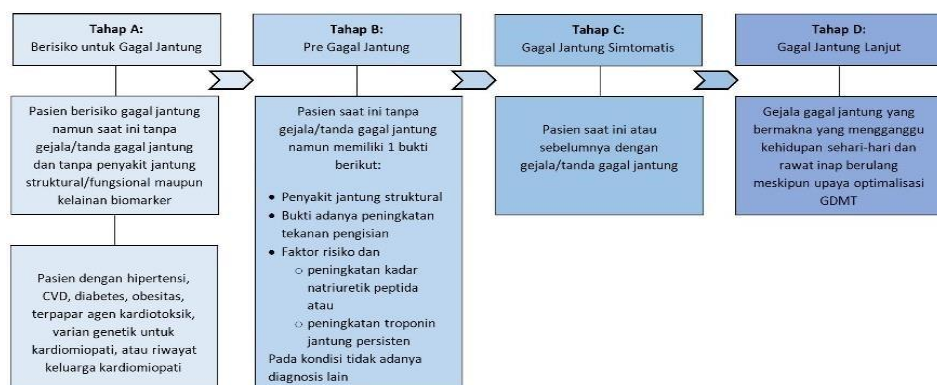 Tahap A:
Berisiko untuk Gagal Jantung
Pasien berisiko gagal jantung
namun saat ini tanpa
gejala/tanda gagal jantung
dan tanpa penyakit jantung
struktural/fungsional maupun
kelainan biomarker
Pasien dengan hipertensi,
CVD, diabetes, obesitas,
terpapar agen kardiotoksik,
varian genetik untuk
kardiomiopati, atau riwayat
keluarga kardiomiopati
Tahap B:
Pre Gagal Jantung
Pasien saat ini tanpa
gejala/tanda gagal jantung
namun memiliki 1 bukti
berikut:
• Penyakit jantung struktural
• Bukti adanya peningkatan
tekanan pengisian
• Faktor risiko dan
o peningkatan kadar
natriuretik peptida
atau
o peningkatan troponin
jantung persisten
Pada kondisi tidak adanya
diagnosis lain
Tahap C:
Gagal Jantung Simtomatis
Pasien saat ini atau
sebelumnya dengan
gejala/tanda gagal jantung
Tahap D:
Gagal Jantung Lanjut
Gejala gagal jantung yang
bermakna yang mengganggu
kehidupan sehari-hari dan
rawat inap berulang
meskipun upaya optimalisasi
GDMT